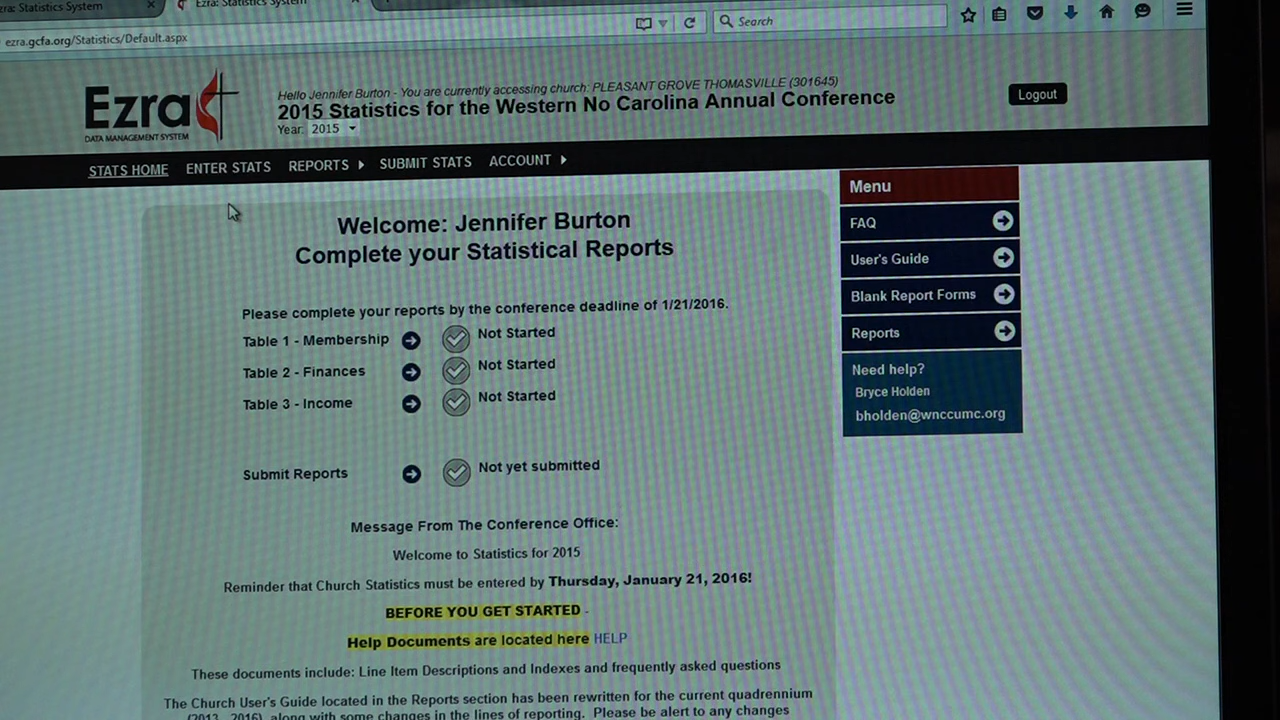 zra: Statistics System
Ezra: Statistics System
ezra.gcfa.org/Statistics/Default.aspx
Search
Ezra
DATA MANAGEMENT SYSTEM
Hello Jennifer Burton - You are currently accessing church: PLEASANT GROVE THOMASVILLE (301645)
2015 Statistics for the Western No Carolina Annual Conference
Year: 2015
Logout
STATS HOME ENTER STATS REPORTS SUBMIT STATS ACCOUNT
Welcome: Jennifer Burton
Complete your Statistical Reports
Please complete your reports by the conference deadline of 1/21/2016.
Table 1 - Membership Not Started
Table 2 - Finances Not Started
Table 3 - Income Not Started
Submit Reports Not yet submitted
Message From The Conference Office:
Welcome to Statistics for 2015
Reminder that Church Statistics must be entered by Thursday, January 21, 2016!
BEFORE YOU GET STARTED -
Help Documents are located here HELP
These documents include: Line Item Descriptions and Indexes and frequently asked questions
The Church User's Guide located in the Reports section has been rewritten for the current quadrennium
(2013 2016) along with some changes in the lines of reporting. Please be alert to any changes
Menu
FAQ
User's Guide
Blank Report Forms
Reports
Need help?
Bryce Holden
bholden@wnccumc.org